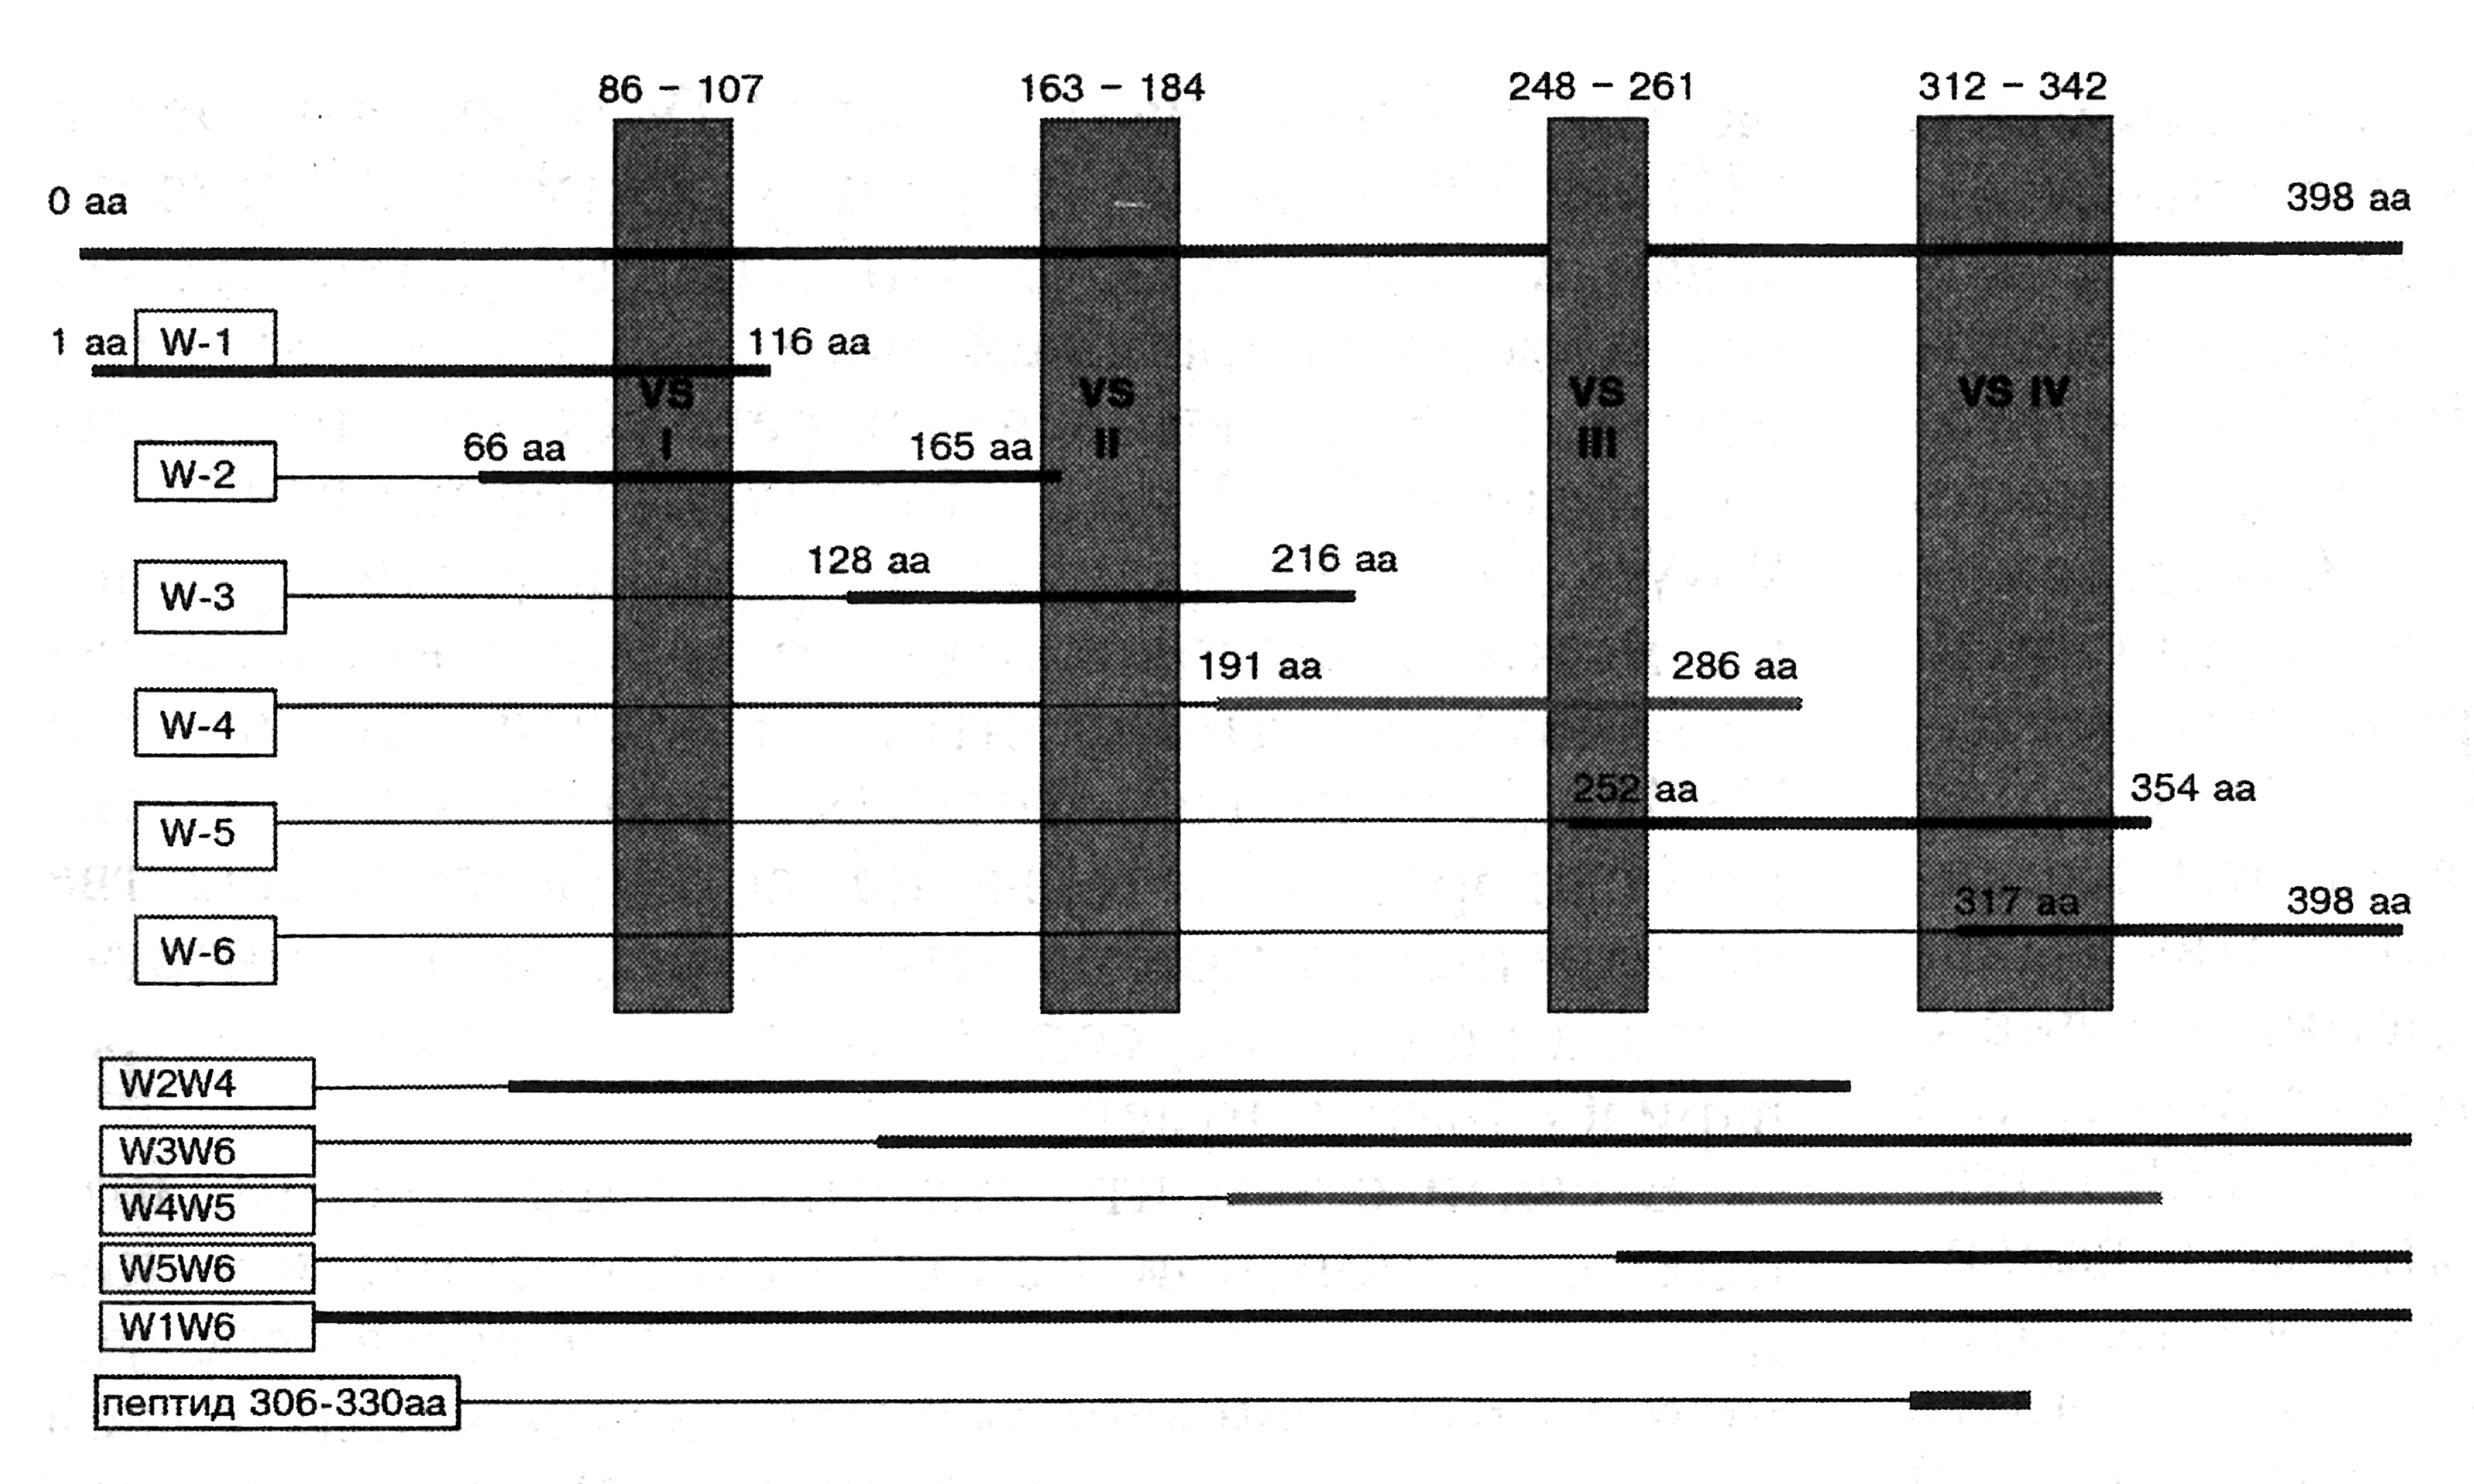 86 – 107 163 – 184 248 – 261 312 – 342
0 aa 398 aa
1 aa W-1 116 aa
VS I VS II VS III VS IV
W-2 66 aa 165 aa
W-3 128 aa 216 aa
W-4 191 aa 286 aa
W-5 252 aa 354 aa
W-6 317 aa 398 aa
W2W4
W3W6
W4W5
W5W6
W1W6
пептид 306-330aa